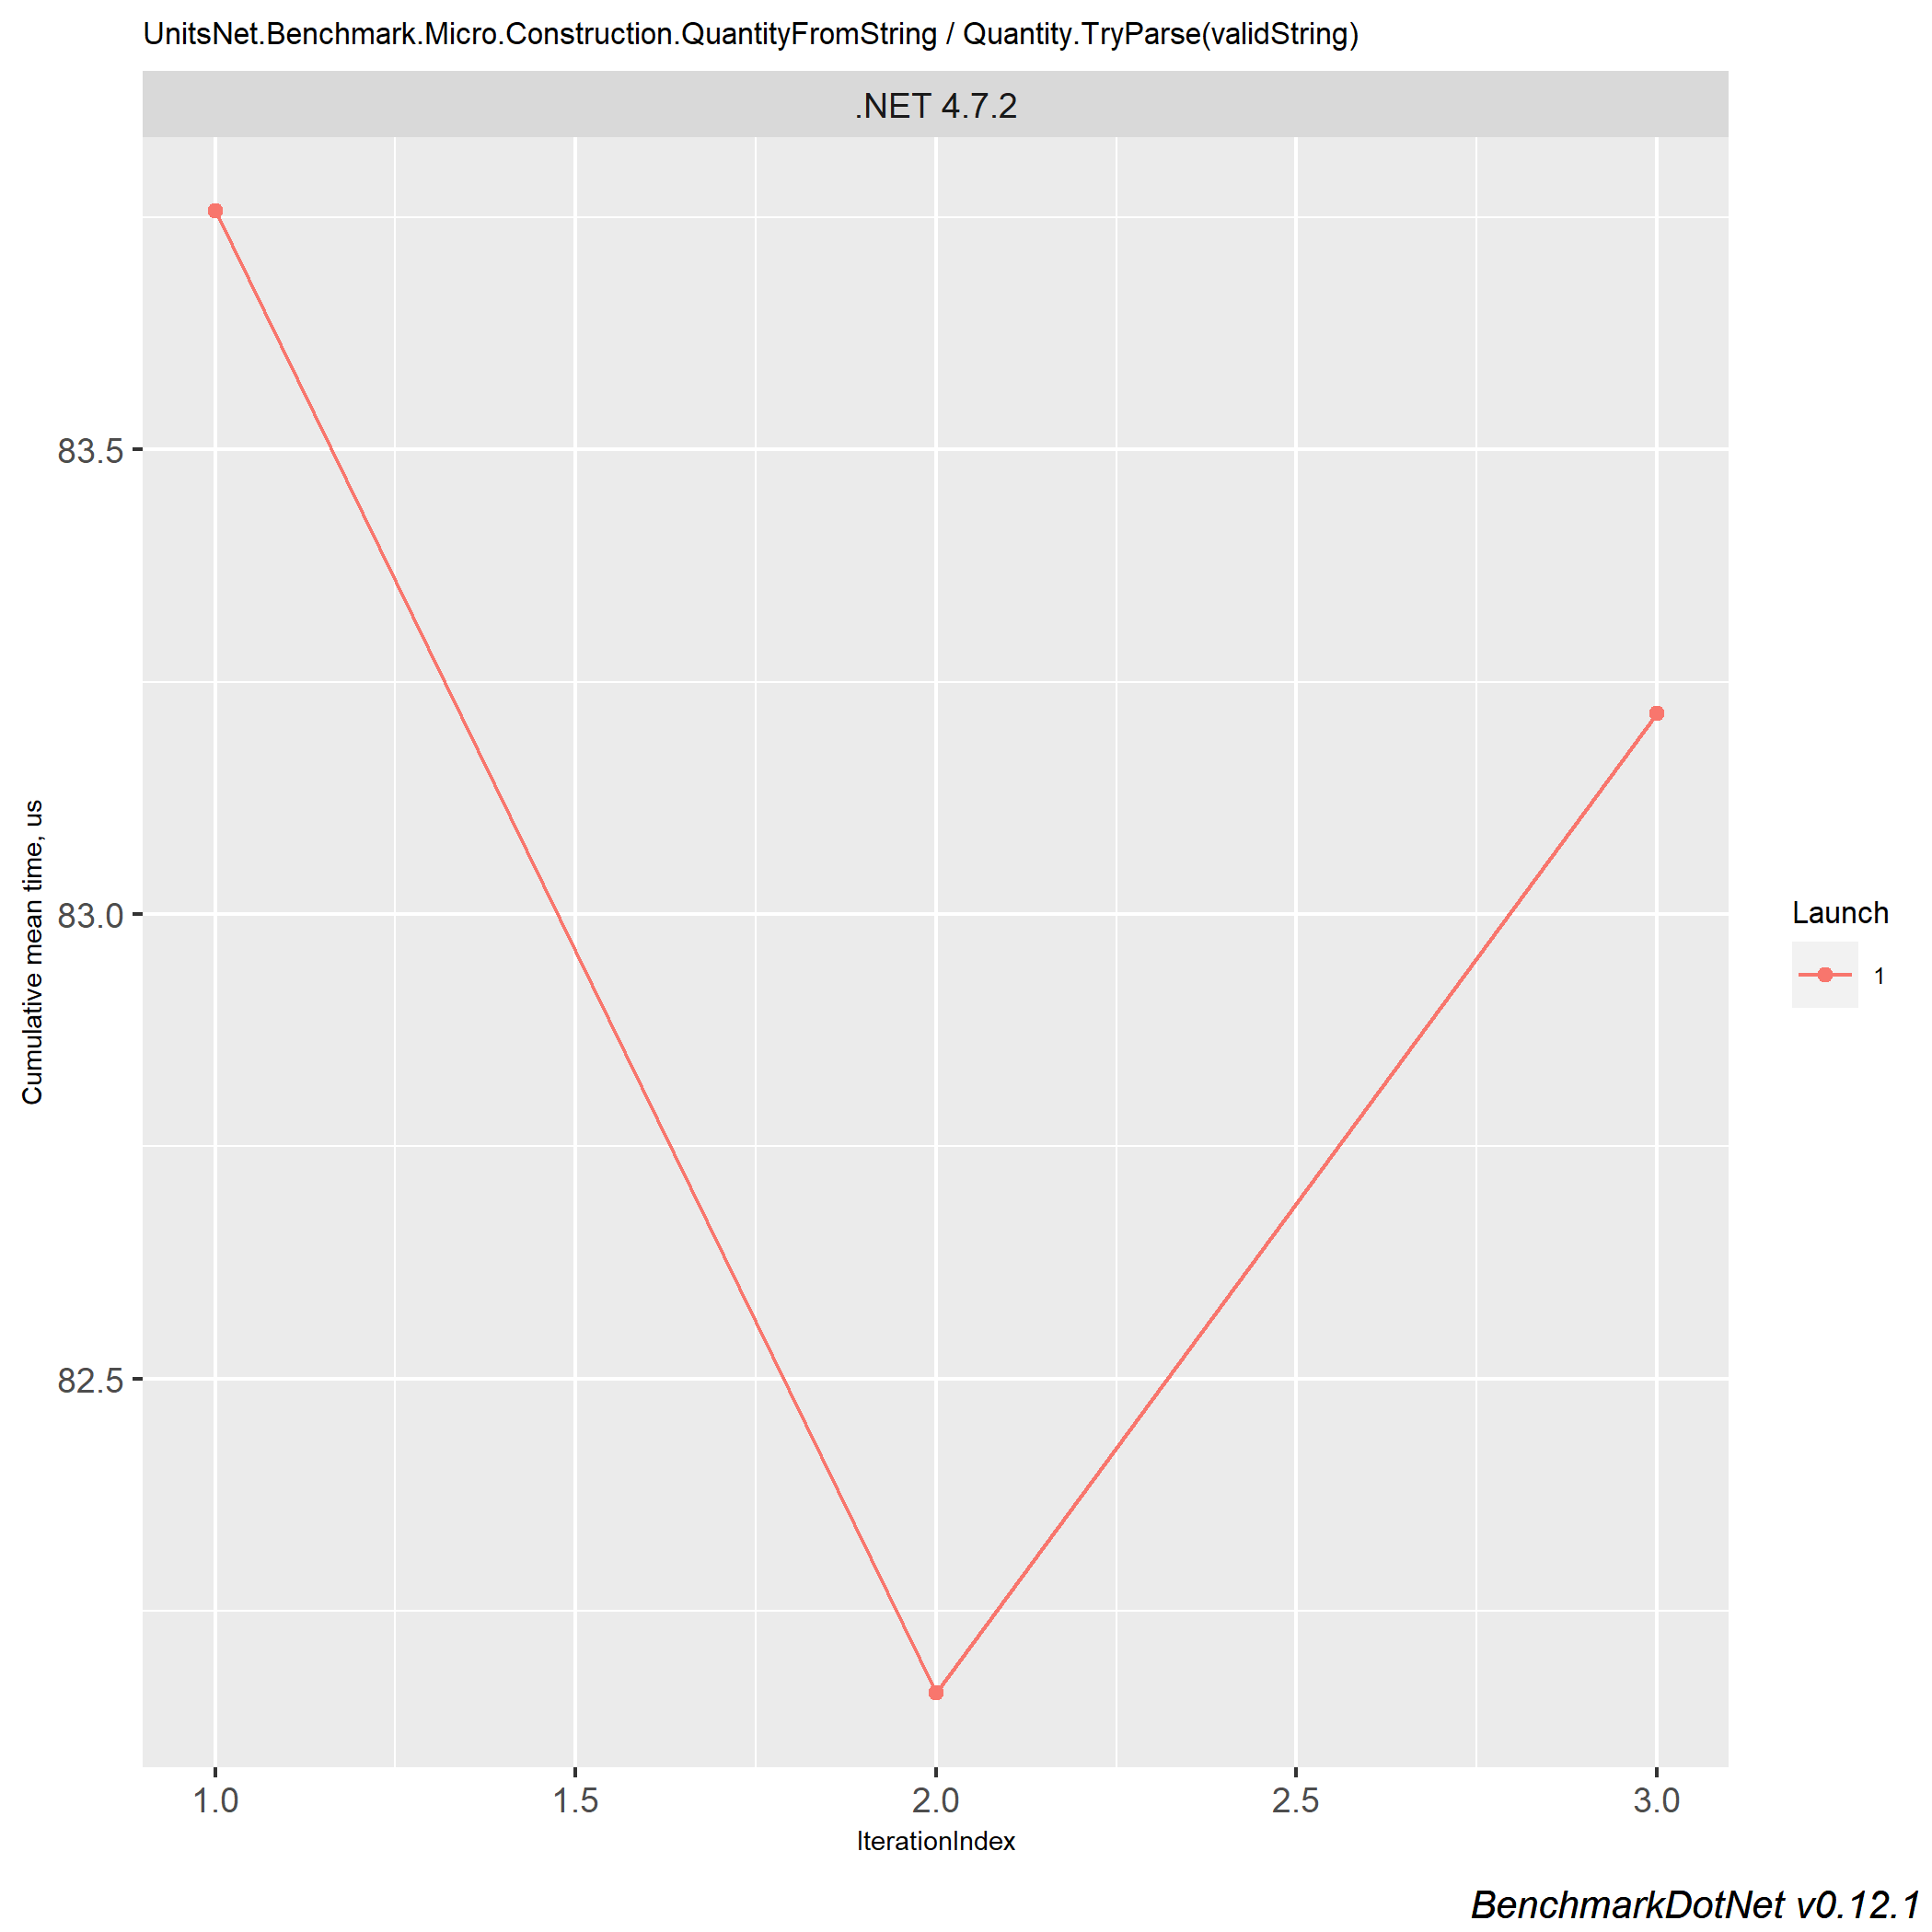 UnitsNet.Benchmark.Micro.Construction.QuantityFromString / Quantity.TryParse(validString)
.NET 4.7.2
83.5
83.0
82.5
Cumulative mean time, us
1.0 1.5 2.0 2.5 3.0
IterationIndex
Launch
1
BenchmarkDotNet v0.12.1